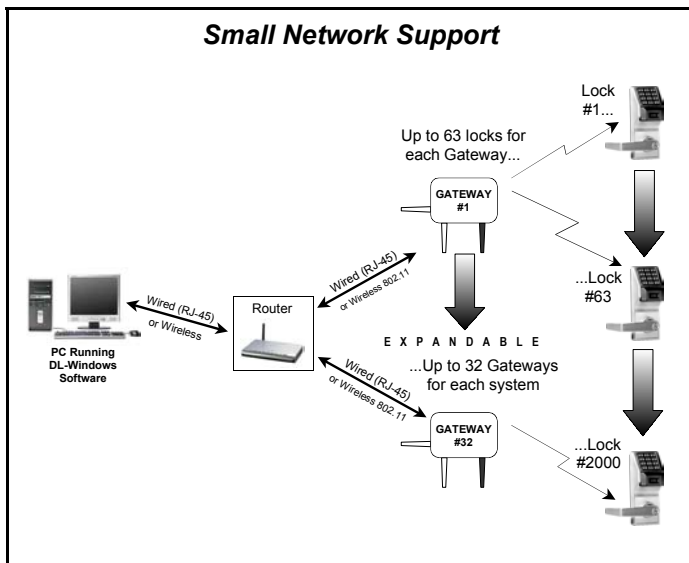 Small Network Support
Lock
#1...
Up to 63 locks for
each Gateway...
GATEWAY
#1
...Lock
#63
Wired (RJ-45)
or Wireless 802.11
Wired (RJ-45)
or Wireless
Router
PC Running
DL-Windows
Software
E X P A N D A B L E
...Up to 32 Gateways
for each system
Wired (RJ-45)
or Wireless 802.11
GATEWAY
#32
...Lock
#2000